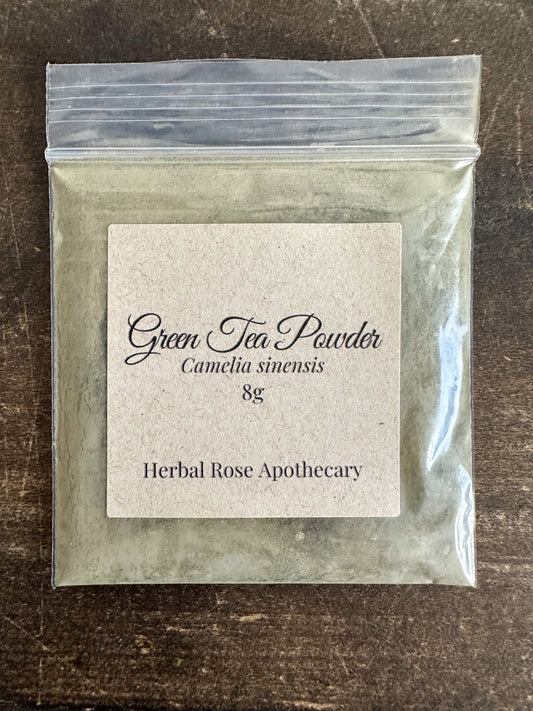 Green Tea Powder
Camelia sinensis
8g
Herbal Rose Apothecary